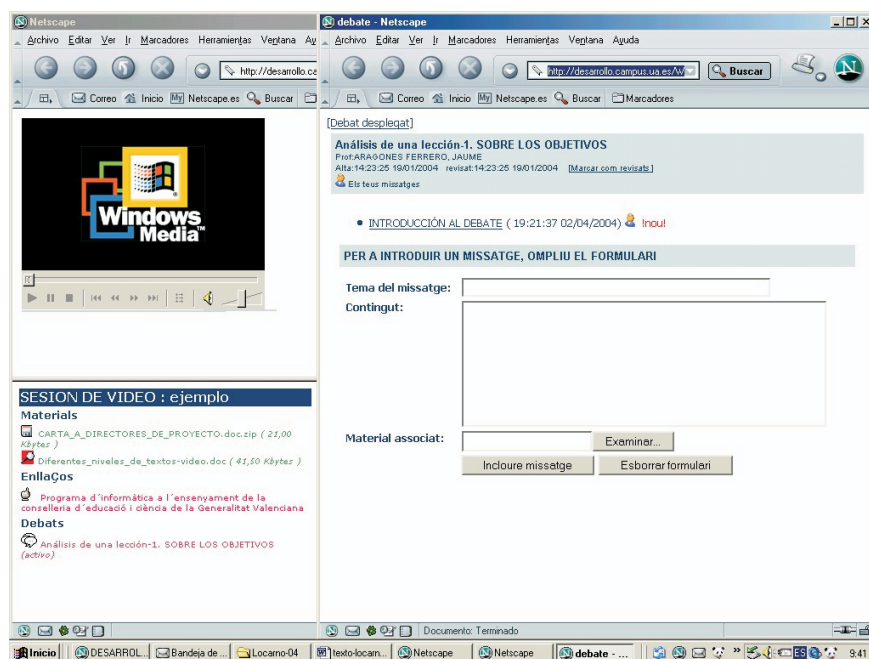 Netscape
Archivo Editar Ver Ir Marcadores Herramientas Ventana Ay
http://desarrollo.ca
Correo Inicio My Netscape.es Buscar
Windows
Media™
SESION DE VIDEO : ejemplo
Materials
CARTA_A_DIRECTORES_DE_PROYECTO.doc.zip ( 21,00
Kbytes )
Diferentes_niveles_de_textos-video.doc ( 41,50 Kbytes )
EnllaÇos
Programa d´informàtica a l´ensenyament de la
conselleria d´educació i ciència de la Generalitat Valenciana
Debats
Análisis de una lección-1. SOBRE LOS OBJETIVOS
(activo)
debate - Netscape
Archivo Editar Ver Ir Marcadores Herramientas Ventana Ayuda
http://desarrollo.campus.ua.es/W Buscar N
Correo Inicio My Netscape.es Buscar Marcadores
[Debat desplegat]
Análisis de una lección-1. SOBRE LOS OBJETIVOS
Prof:ARAGONES FERRERO, JAUME
Alta:14:23:25 19/01/2004 revisat:14:23:25 19/01/2004 [Marcar com revisats ]
Els teus missatges
• INTRODUCCIÓN AL DEBATE ( 19:21:37 02/04/2004) !nou!
PER A INTRODUIR UN MISSATGE, OMPLIU EL FORMULARI
Tema del missatge:
Contingut:
Material associat: Examinar...
Incloure missatge Esborrar formulari
Documento: Terminado
Inicio DESARROL... Bandeja de ... Locarno-04 texto-locarn... Netscape Netscape debate - ... » ES 9:41